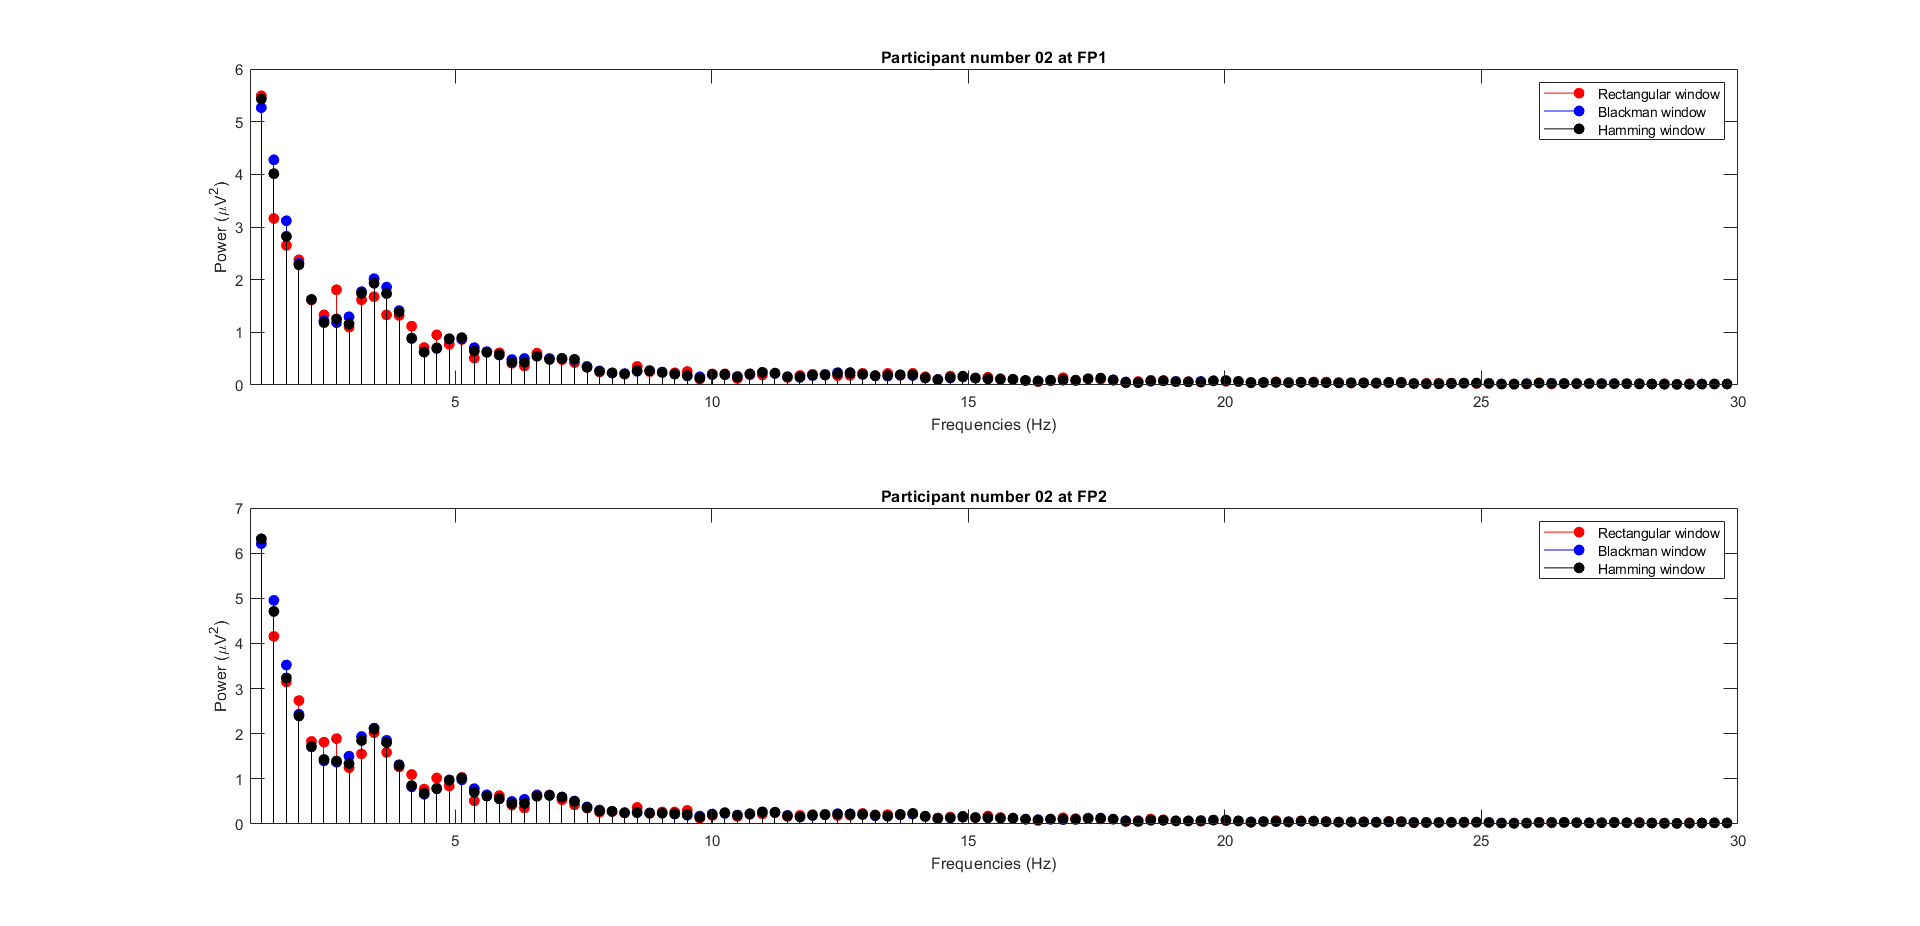 Participant number 02 at FP1
6
5
4
3
2
1
0
Power (μV²)
Rectangular window
Blackman window
Hamming window
5 10 15 20 25 30
Frequencies (Hz)
Participant number 02 at FP2
7
6
5
4
3
2
1
0
Power (μV²)
Rectangular window
Blackman window
Hamming window
5 10 15 20 25 30
Frequencies (Hz)